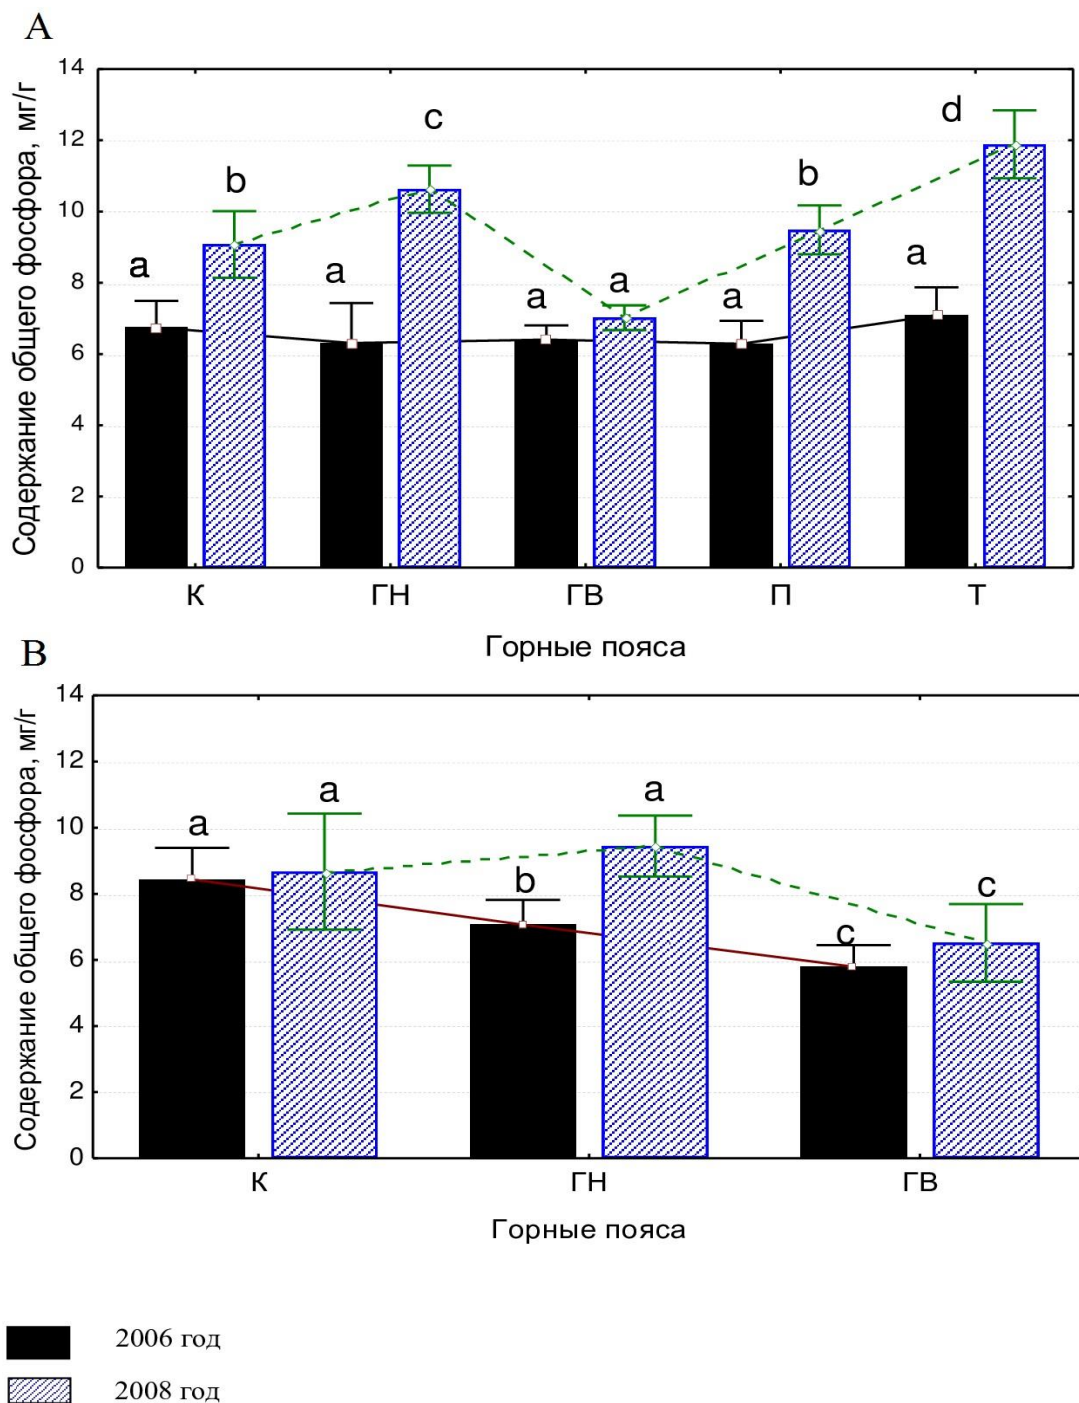 A
Содержание общего фосфора, мг/г
14
12
10
8
6
4
2
0
a
b
a
c
a
a
a
b
a
d
К
ГН
ГВ
П
Т
Горные пояса
B
Содержание общего фосфора, мг/г
14
12
10
8
6
4
2
0
a
a
b
a
c
c
К
ГН
ГВ
Горные пояса
2006 год
2008 год